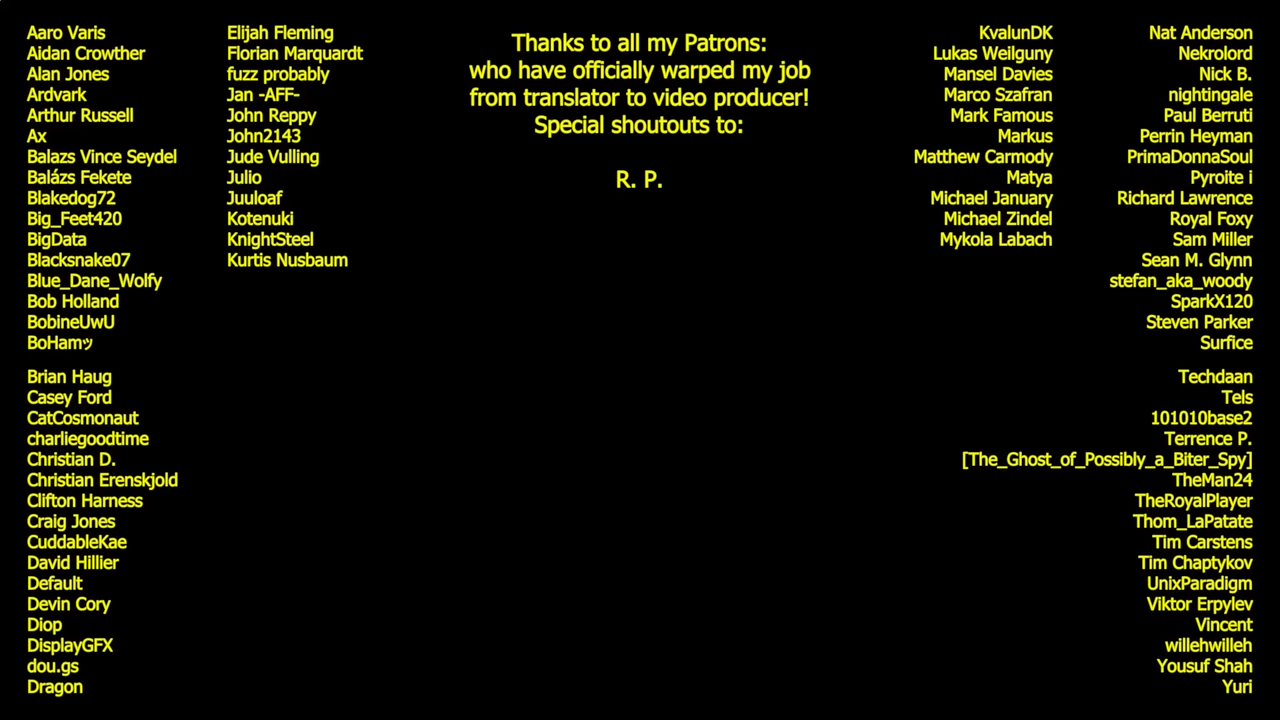 Aaro Varis
Aidan Crowther
Alan Jones
Ardvark
Arthur Russell
Ax
Balazs Vince Seydel
Balázs Fekete
Blakedog72
Big_Feet420
BigData
Blacksnake07
Blue_Dane_Wolfy
Bob Holland
BobineUwU
BoHamッ
Brian Haug
Casey Ford
CatCosmonaut
charliegoodtime
Christian D.
Christian Erenskjold
Clifton Harness
Craig Jones
CuddableKae
David Hillier
Default
Devin Cory
Diop
DisplayGFX
dou.gs
Dragon
Elijah Fleming
Florian Marquardt
fuzz probably
Jan -AFF-
John Reppy
John2143
Jude Vulling
Julio
Juuloaf
Kotenuki
KnightSteel
Kurtis Nusbaum
Thanks to all my Patrons:
who have officially warped my job
from translator to video producer!
Special shoutouts to:
R. P.
KvalunDK
Lukas Weilguny
Mansel Davies
Marco Szafran
Mark Famous
Markus
Matthew Carmody
Matya
Michael January
Michael Zindel
Mykola Labach
Nat Anderson
Nekrolord
Nick B.
nightingale
Paul Berruti
Perrin Heyman
PrimaDonnaSoul
Pyroite i
Richard Lawrence
Royal Foxy
Sam Miller
Sean M. Glynn
stefan_aka_woody
SparkX120
Steven Parker
Surfice
Techdaan
Tels
101010base2
Terrence P.
[The_Ghost_of_Possibly_a_Biter_Spy]
TheMan24
TheRoyalPlayer
Thom_LaPatate
Tim Carstens
Tim Chaptykov
UnixParadigm
Viktor Erpylev
Vincent
willehwilleh
Yousuf Shah
Yuri